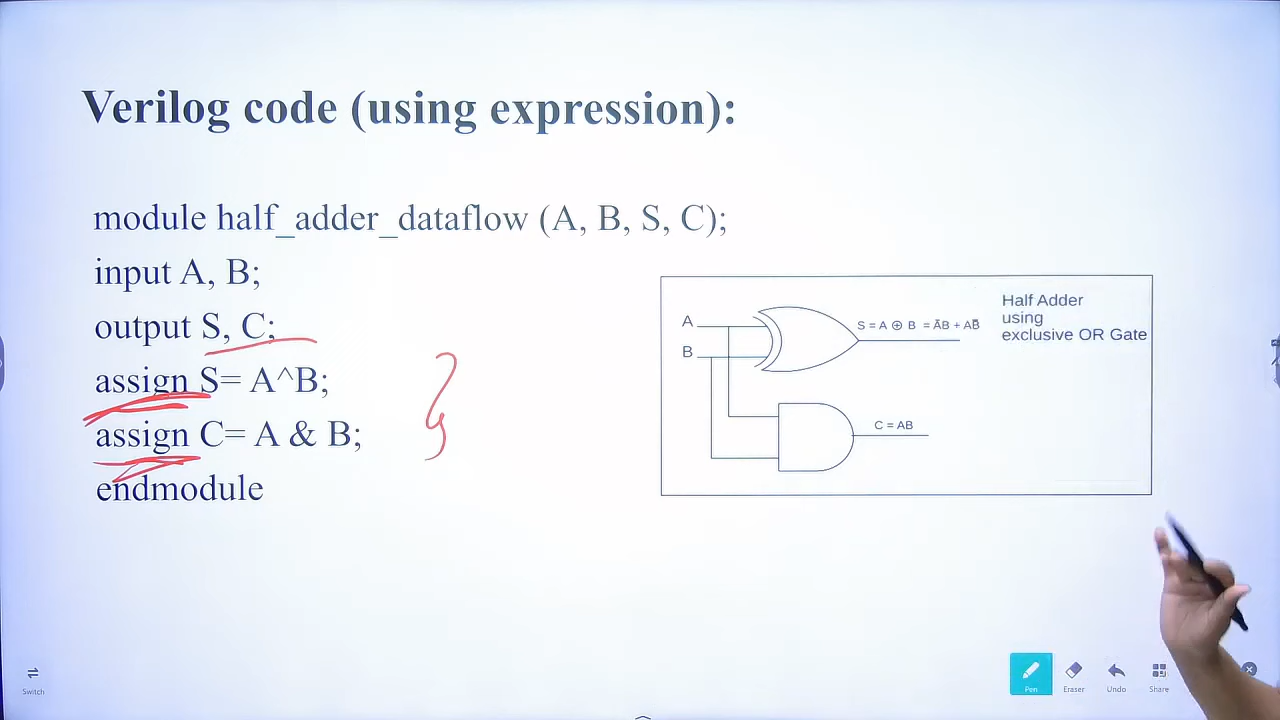 Verilog code (using expression):
module half_adder_dataflow (A, B, S, C);
input A, B;
output S, C;
assign S= A^B;
assign C= A & B;
endmodule
A
B
S = A ⊕ B = A̅B + AB̅
C = AB
Half Adder
using
exclusive OR Gate
Switch
Pen
Eraser
Undo
Share